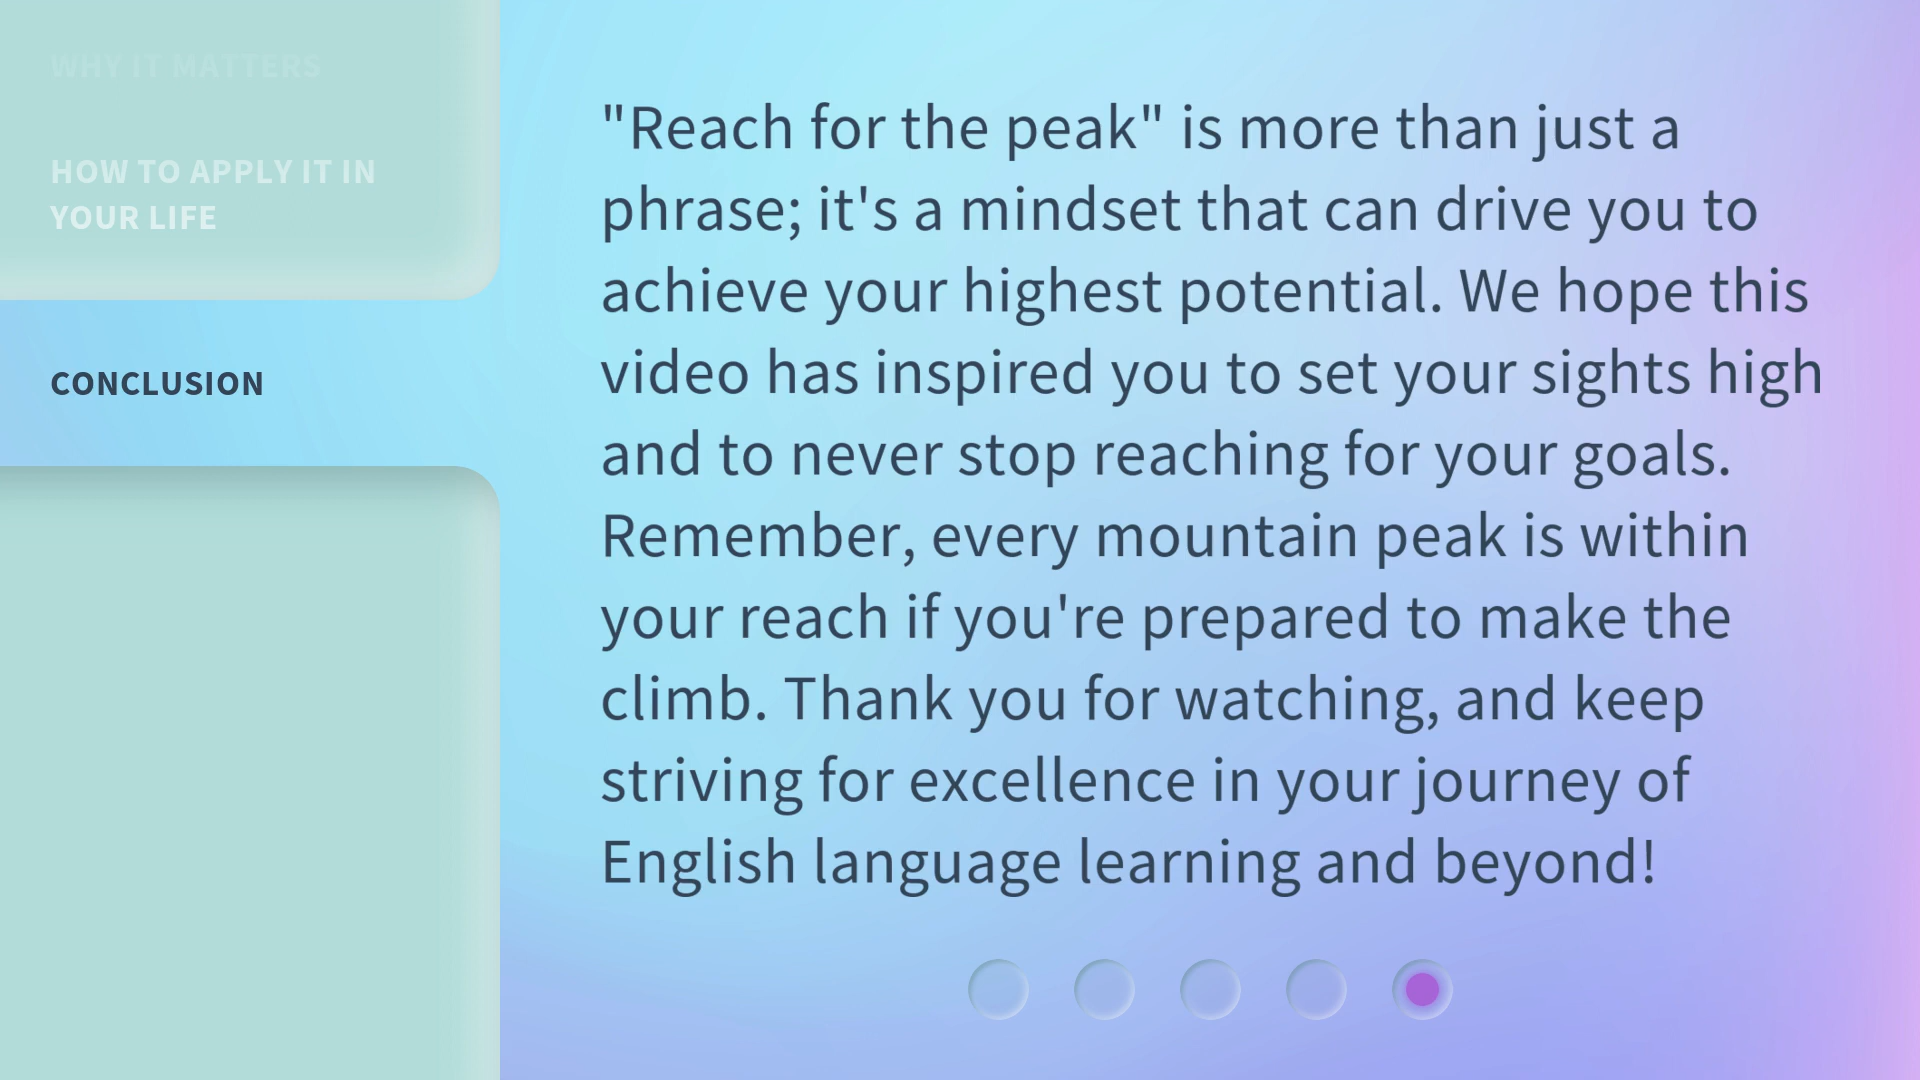 WHY IT MATTERS
HOW TO APPLY IT IN
YOUR LIFE
CONCLUSION
"Reach for the peak" is more than just a
phrase; it's a mindset that can drive you to
achieve your highest potential. We hope this
video has inspired you to set your sights high
and to never stop reaching for your goals.
Remember, every mountain peak is within
your reach if you're prepared to make the
climb. Thank you for watching, and keep
striving for excellence in your journey of
English language learning and beyond!